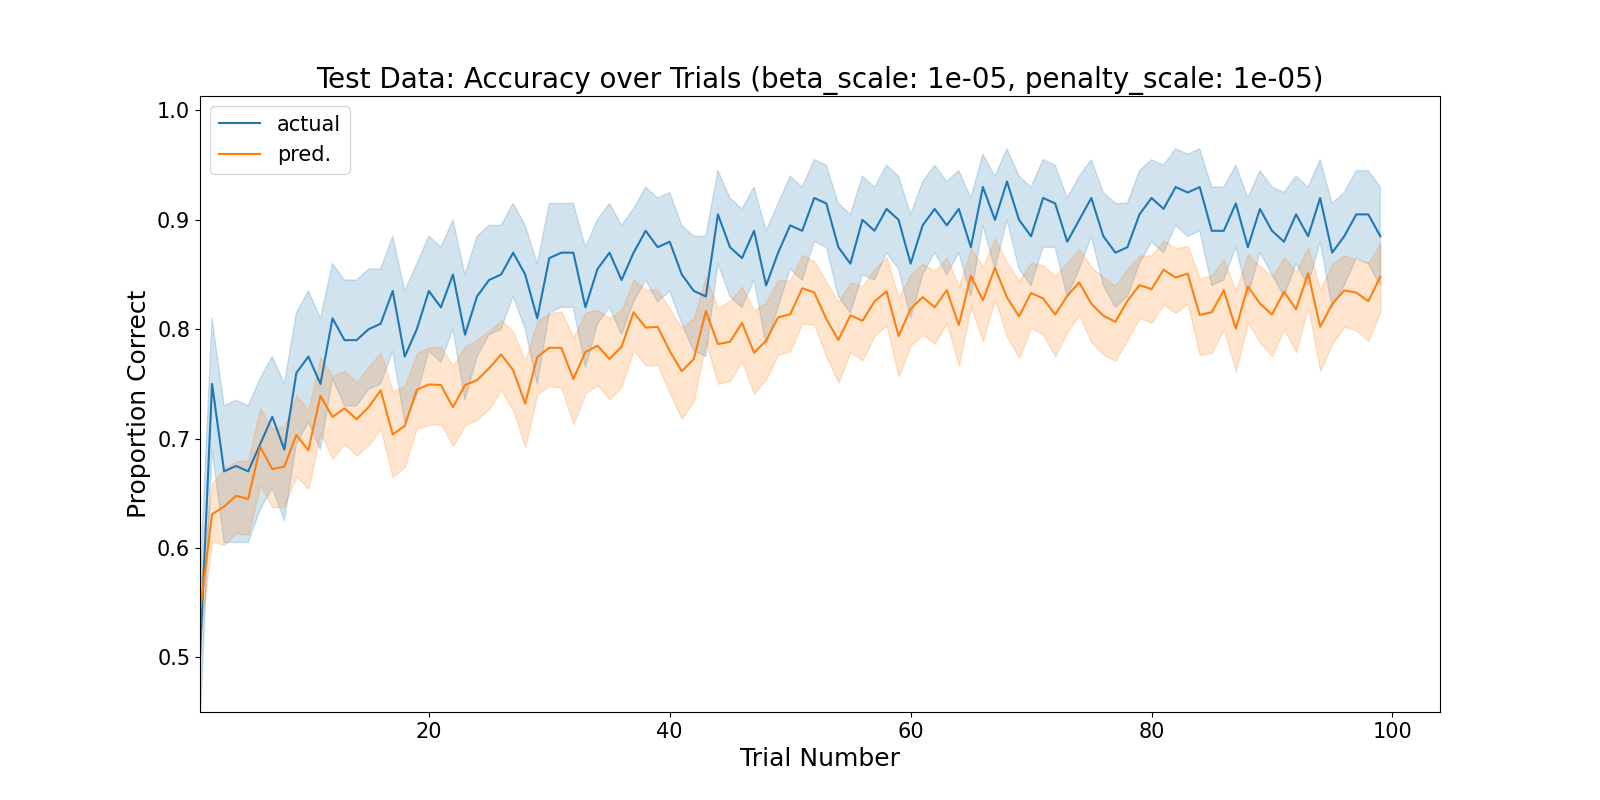 Test Data: Accuracy over Trials (beta_scale: 1e-05, penalty_scale: 1e-05)
actual
pred.
Proportion Correct
1.0
0.9
0.8
0.7
0.6
0.5
20 40 60 80 100
Trial Number